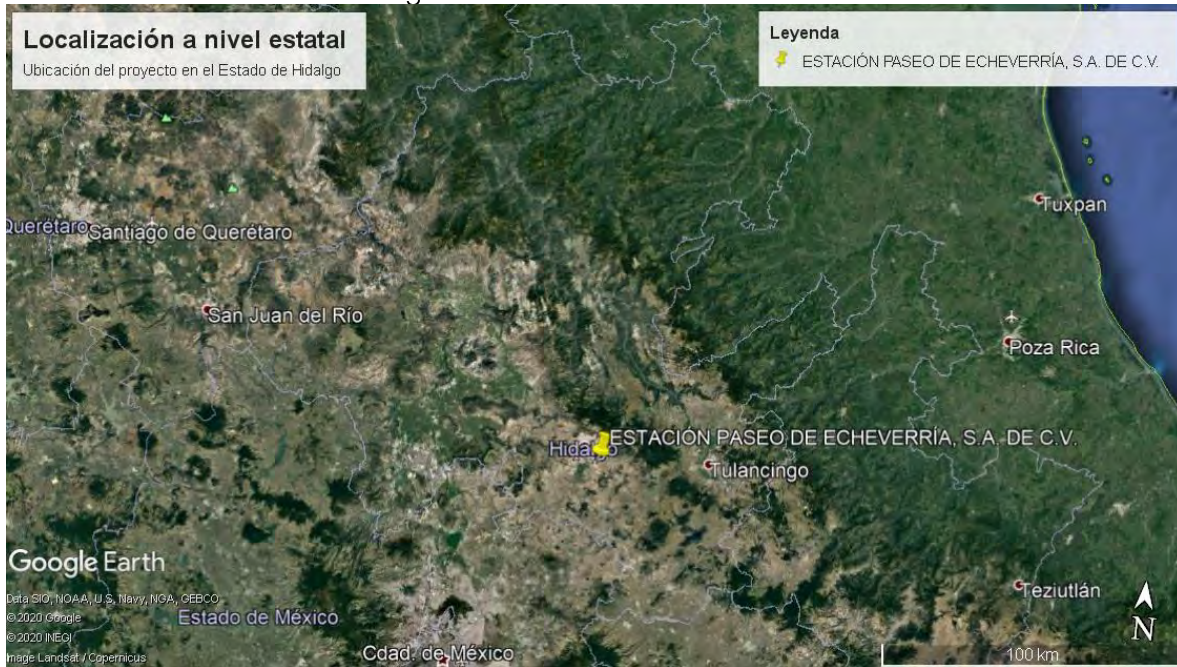 Localización a nivel estatal
Ubicación del proyecto en el Estado de Hidalgo
Leyenda
ESTACIÓN PASEO DE ECHEVERRÍA, S.A. DE C.V.
Tuxpan
Querétaro
Santiago de Querétaro
San Juan del Río
Poza Rica
Hidalgo
ESTACIÓN PASEO DE ECHEVERRÍA, S.A. DE C.V.
Tulancingo
Google Earth
Teziutlán
Data SIO, NOAA, U.S. Navy, NGA, GEBCO
© 2020 Google
Estado de México
© 2020 INEGI
Image Landsat / Copernicus
Cdad. de México
N
100 km